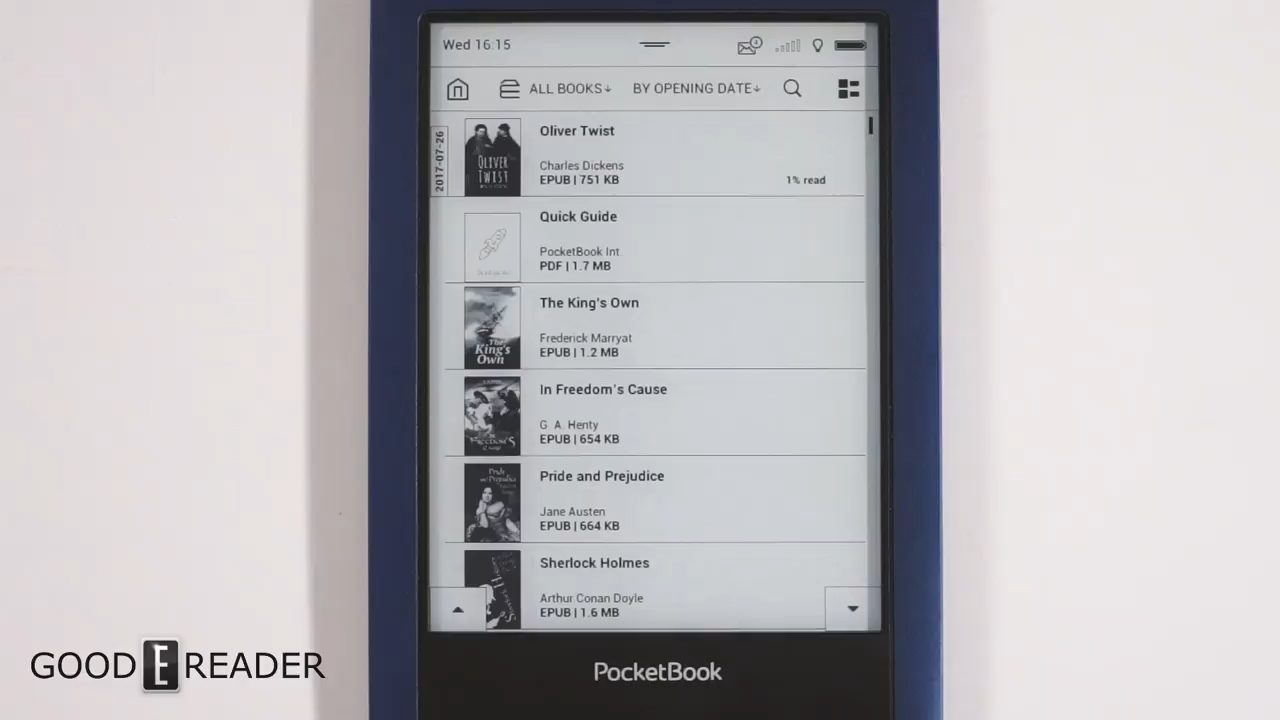 Wed 16:15
ALL BOOKS↓ BY OPENING DATE↓
2017-07-26
OLIVER
TWIST
Oliver Twist
Charles Dickens
EPUB | 751 KB
1% read
Quick Guide
PocketBook Int.
PDF | 1.7 MB
The
King's
Own
The King's Own
Frederick Marryat
EPUB | 1.2 MB
In Freedom's Cause
G. A. Henty
EPUB | 654 KB
Pride
and Prejudice
Pride and Prejudice
Jane Austen
EPUB | 664 KB
Sherlock Holmes
Arthur Conan Doyle
EPUB | 1.6 MB
PocketBook
GOOD E READER